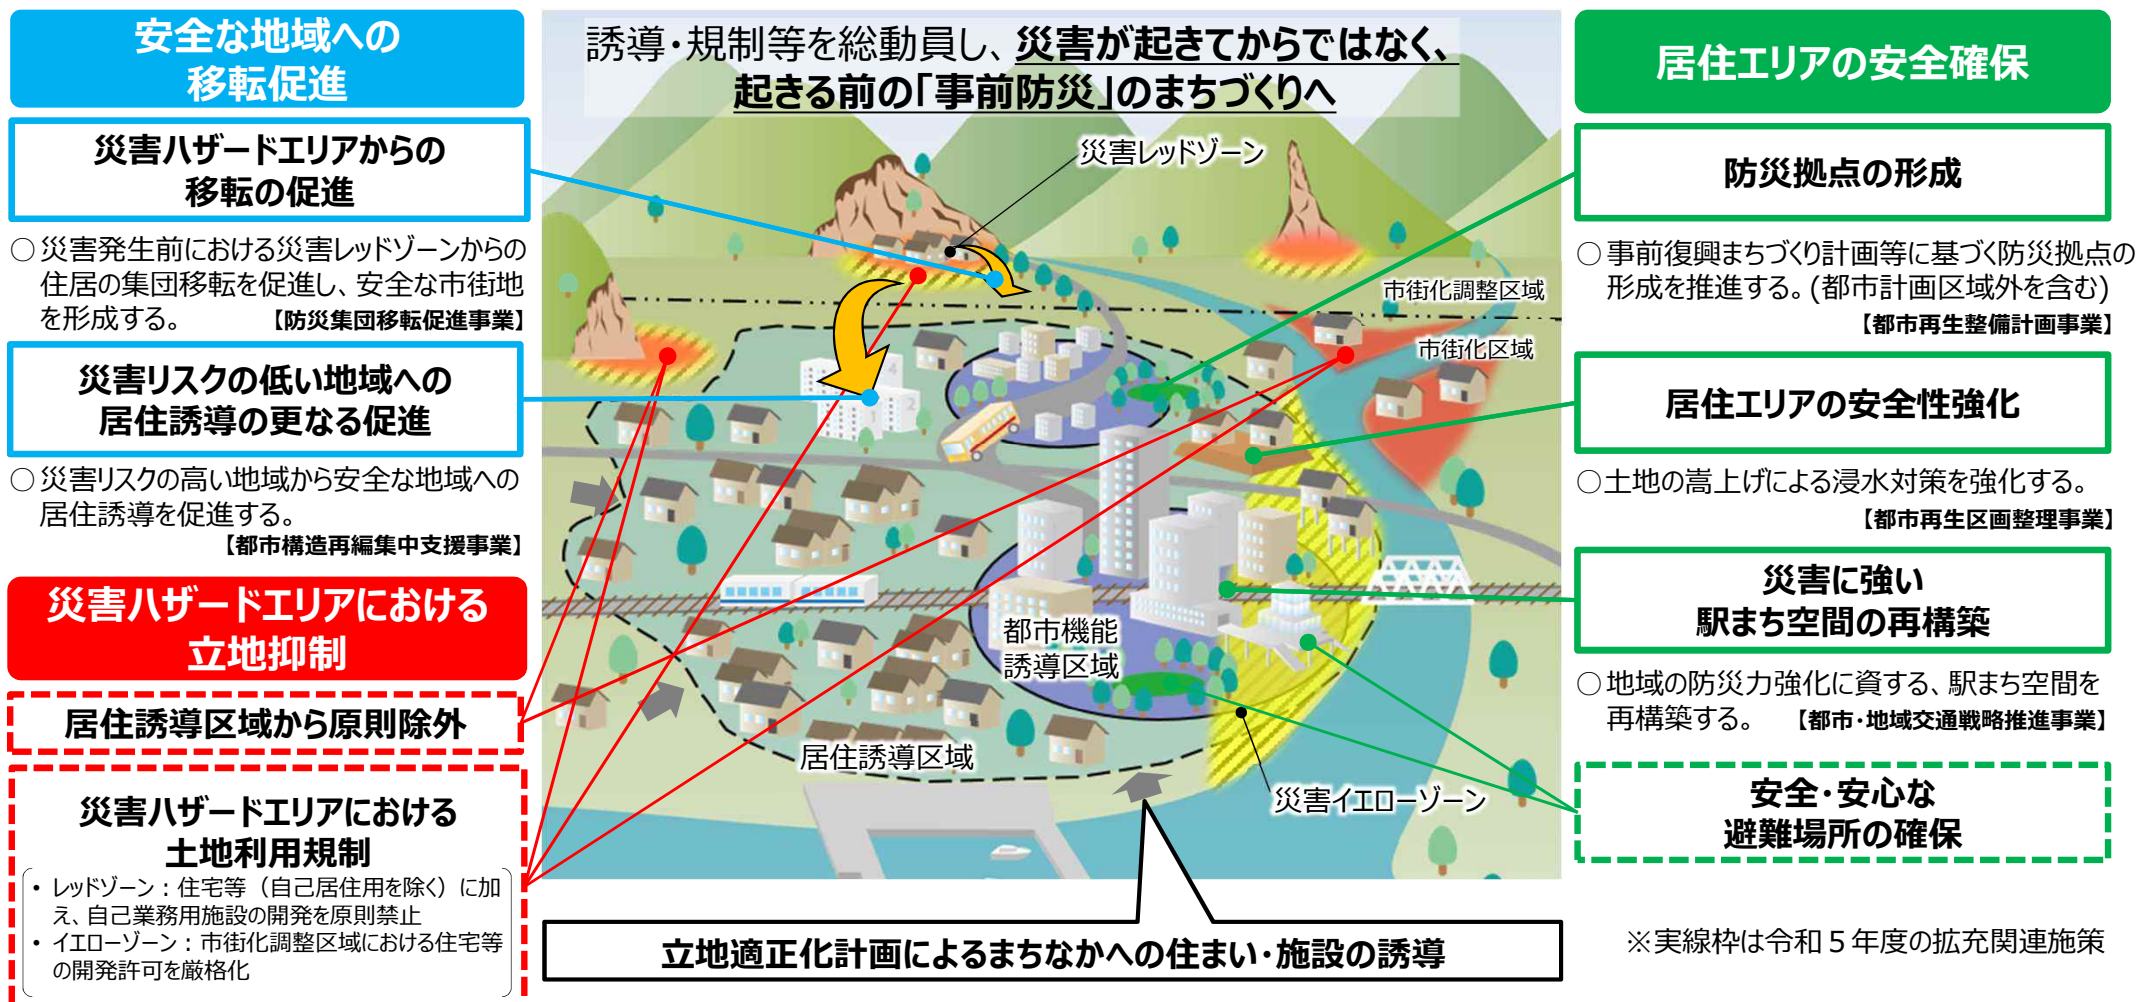 安全な地域への
移転促進
災害ハザードエリアからの
移転の促進
○災害発生前における災害レッドゾーンからの
住居の集団移転を促進し、安全な市街地
を形成する。 【防災集団移転促進事業】
災害リスクの低い地域への
居住誘導の更なる促進
○災害リスクの高い地域から安全な地域への
居住誘導を促進する。
【都市構造再編集中支援事業】
災害ハザードエリアにおける
立地抑制
居住誘導区域から原則除外
災害ハザードエリアにおける
土地利用規制
・レッドゾーン：住宅等（自己居住用を除く）に加
え、自己業務用施設の開発を原則禁止
・イエローゾーン：市街化調整区域における住宅等
の開発許可を厳格化
誘導・規制等を総動員し、災害が起きてからではなく、
起きる前の「事前防災」のまちづくりへ
災害レッドゾーン
市街化調整区域
市街化区域
4
2
都市機能
誘導区域
居住誘導区域
災害イエローゾーン
立地適正化計画によるまちなかへの住まい・施設の誘導
居住エリアの安全確保
防災拠点の形成
○事前復興まちづくり計画等に基づく防災拠点の
形成を推進する。(都市計画区域外を含む)
【都市再生整備計画事業】
居住エリアの安全性強化
○土地の嵩上げによる浸水対策を強化する。
【都市再生区画整理事業】
災害に強い
駅まち空間の再構築
○地域の防災力強化に資する、駅まち空間を
再構築する。 【都市・地域交通戦略推進事業】
安全・安心な
避難場所の確保
※実線枠は令和５年度の拡充関連施策